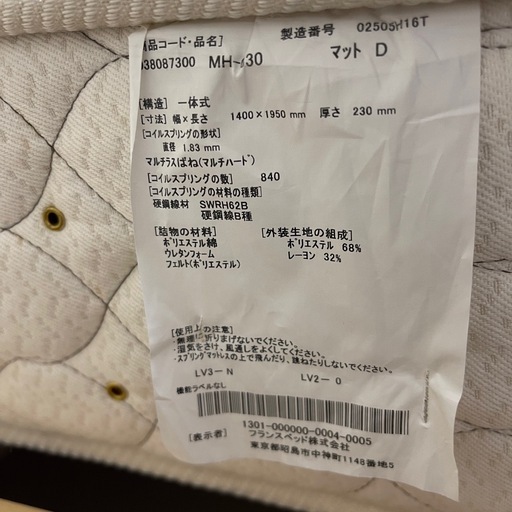 製造番号 02505H16T
品コード・品名]
38087300 MH-030 マット D
[構造] 一体式
[寸法] 幅×長さ 1400×1950 mm 厚さ 230 mm
[コイルスプリングの形状]
直径 1.83 mm
マルチラスばね(マルチハード)
[コイルスプリングの数] 840
[コイルスプリングの材料の種類]
硬鋼線材 SWRH62B
硬鋼線B種
[詰物の材料] [外装生地の組成]
ポリエステル綿 ポリエステル 68%
ウレタンフォーム レーヨン 32%
フェルト(ポリエステル)
[使用上の注意]
・無理に折りまげないでください。
・湿気をさけ、風通しをよくしてください。
・スプリングマットレスの上で飛んだり、跳ねたりしないでください。
LV3- N LV2- 0
機能ラベルなし
1301-000000-0004-0005
[表示者] フランスベッド株式会社
東京都昭島市中神町1148番地5